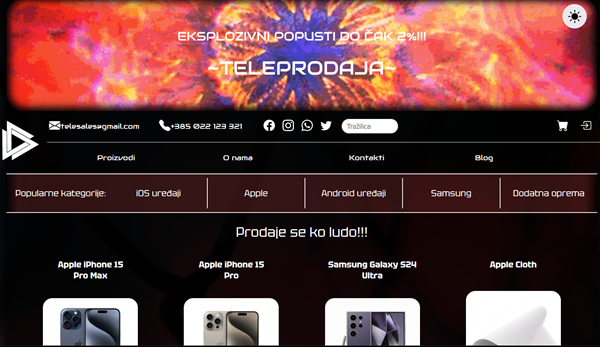 EKSPLOZIVNI POPUSTI DO ČAK 2%!!!
~TELEPRODAJA~
telesales@gmail.com +385 022 123 321 Tražilica
Proizvodi O nama Kontakti Blog
Popularne kategorije: iOS uređaji Apple Android uređaji Samsung Dodatna oprema
Prodaje se ko ludo!!!
Apple iPhone 15
Pro Max
Apple iPhone 15
Pro
Samsung Galaxy S24
Ultra
Apple Cloth